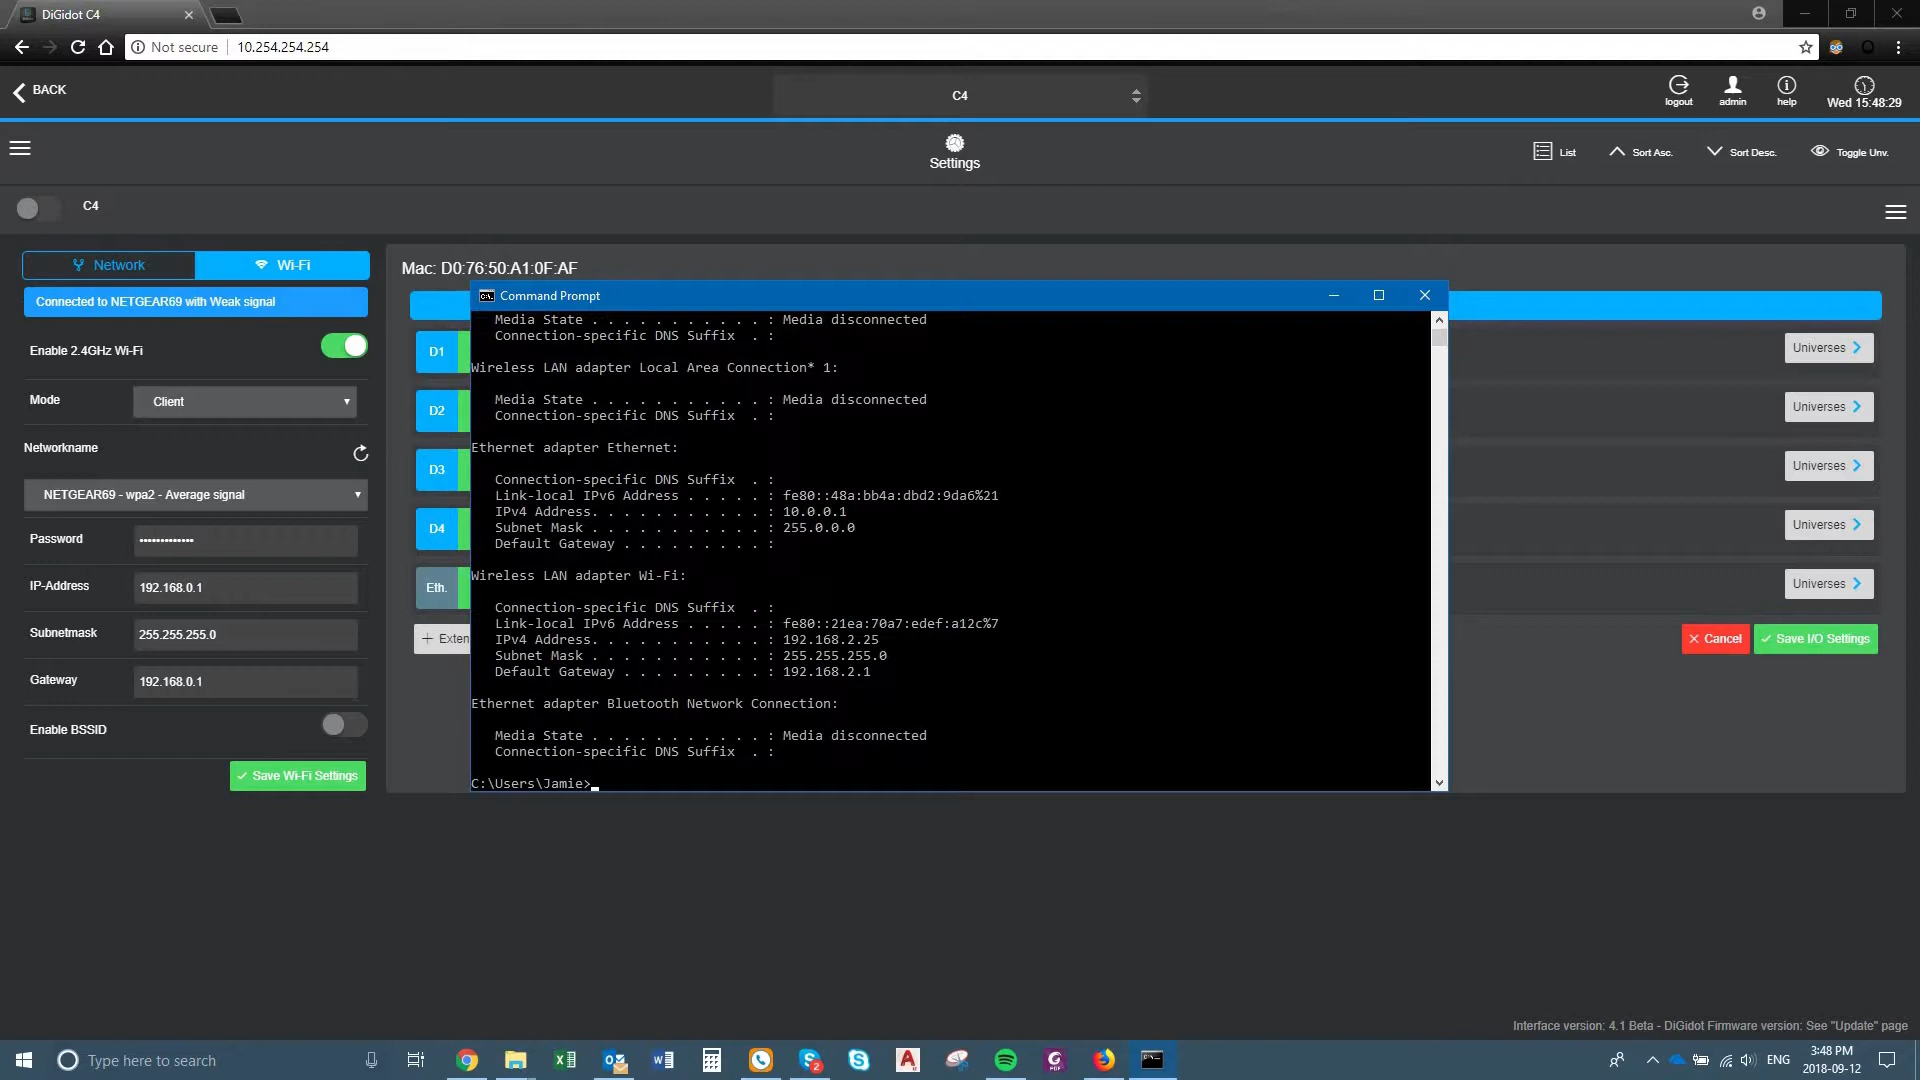 DiGidot C4
Not secure
10.254.254.254
BACK
C4
logout
admin
help
Wed 15:48:29
Settings
List
Sort Asc.
Sort Desc.
Toggle Unv.
C4
Network
Wi-Fi
Connected to NETGEAR69 with Weak signal
Enable 2.4GHz Wi-Fi
Mode
Client
Networkname
NETGEAR69 - wpa2 - Average signal
Password
•••••••••••••
IP-Address
192.168.0.1
Subnetmask
255.255.255.0
Gateway
192.168.0.1
Enable BSSID
Save Wi-Fi Settings
Mac: D0:76:50:A1:0F:AF
D1
D2
D3
D4
Eth.
+ Exten
Command Prompt
Media State . . . . . . . . . . . : Media disconnected
Connection-specific DNS Suffix  . :
Wireless LAN adapter Local Area Connection* 1:
Media State . . . . . . . . . . . : Media disconnected
Connection-specific DNS Suffix  . :
Ethernet adapter Ethernet:
Connection-specific DNS Suffix  . :
Link-local IPv6 Address . . . . . : fe80::48a:bb4a:dbd2:9da6%21
IPv4 Address. . . . . . . . . . . : 10.0.0.1
Subnet Mask . . . . . . . . . . . : 255.0.0.0
Default Gateway . . . . . . . . . :
Wireless LAN adapter Wi-Fi:
Connection-specific DNS Suffix  . :
Link-local IPv6 Address . . . . . : fe80::21ea:70a7:edef:a12c%7
IPv4 Address. . . . . . . . . . . : 192.168.2.25
Subnet Mask . . . . . . . . . . . : 255.255.255.0
Default Gateway . . . . . . . . . : 192.168.2.1
Ethernet adapter Bluetooth Network Connection:
Media State . . . . . . . . . . . : Media disconnected
Connection-specific DNS Suffix  . :
C:\Users\Jamie>
Universes
Universes
Universes
Universes
Universes
Cancel
Save I/O Settings
Interface version: 4.1 Beta - DiGidot Firmware version: See "Update" page
Type here to search
2
PDF
ENG
3:48 PM
2018-09-12